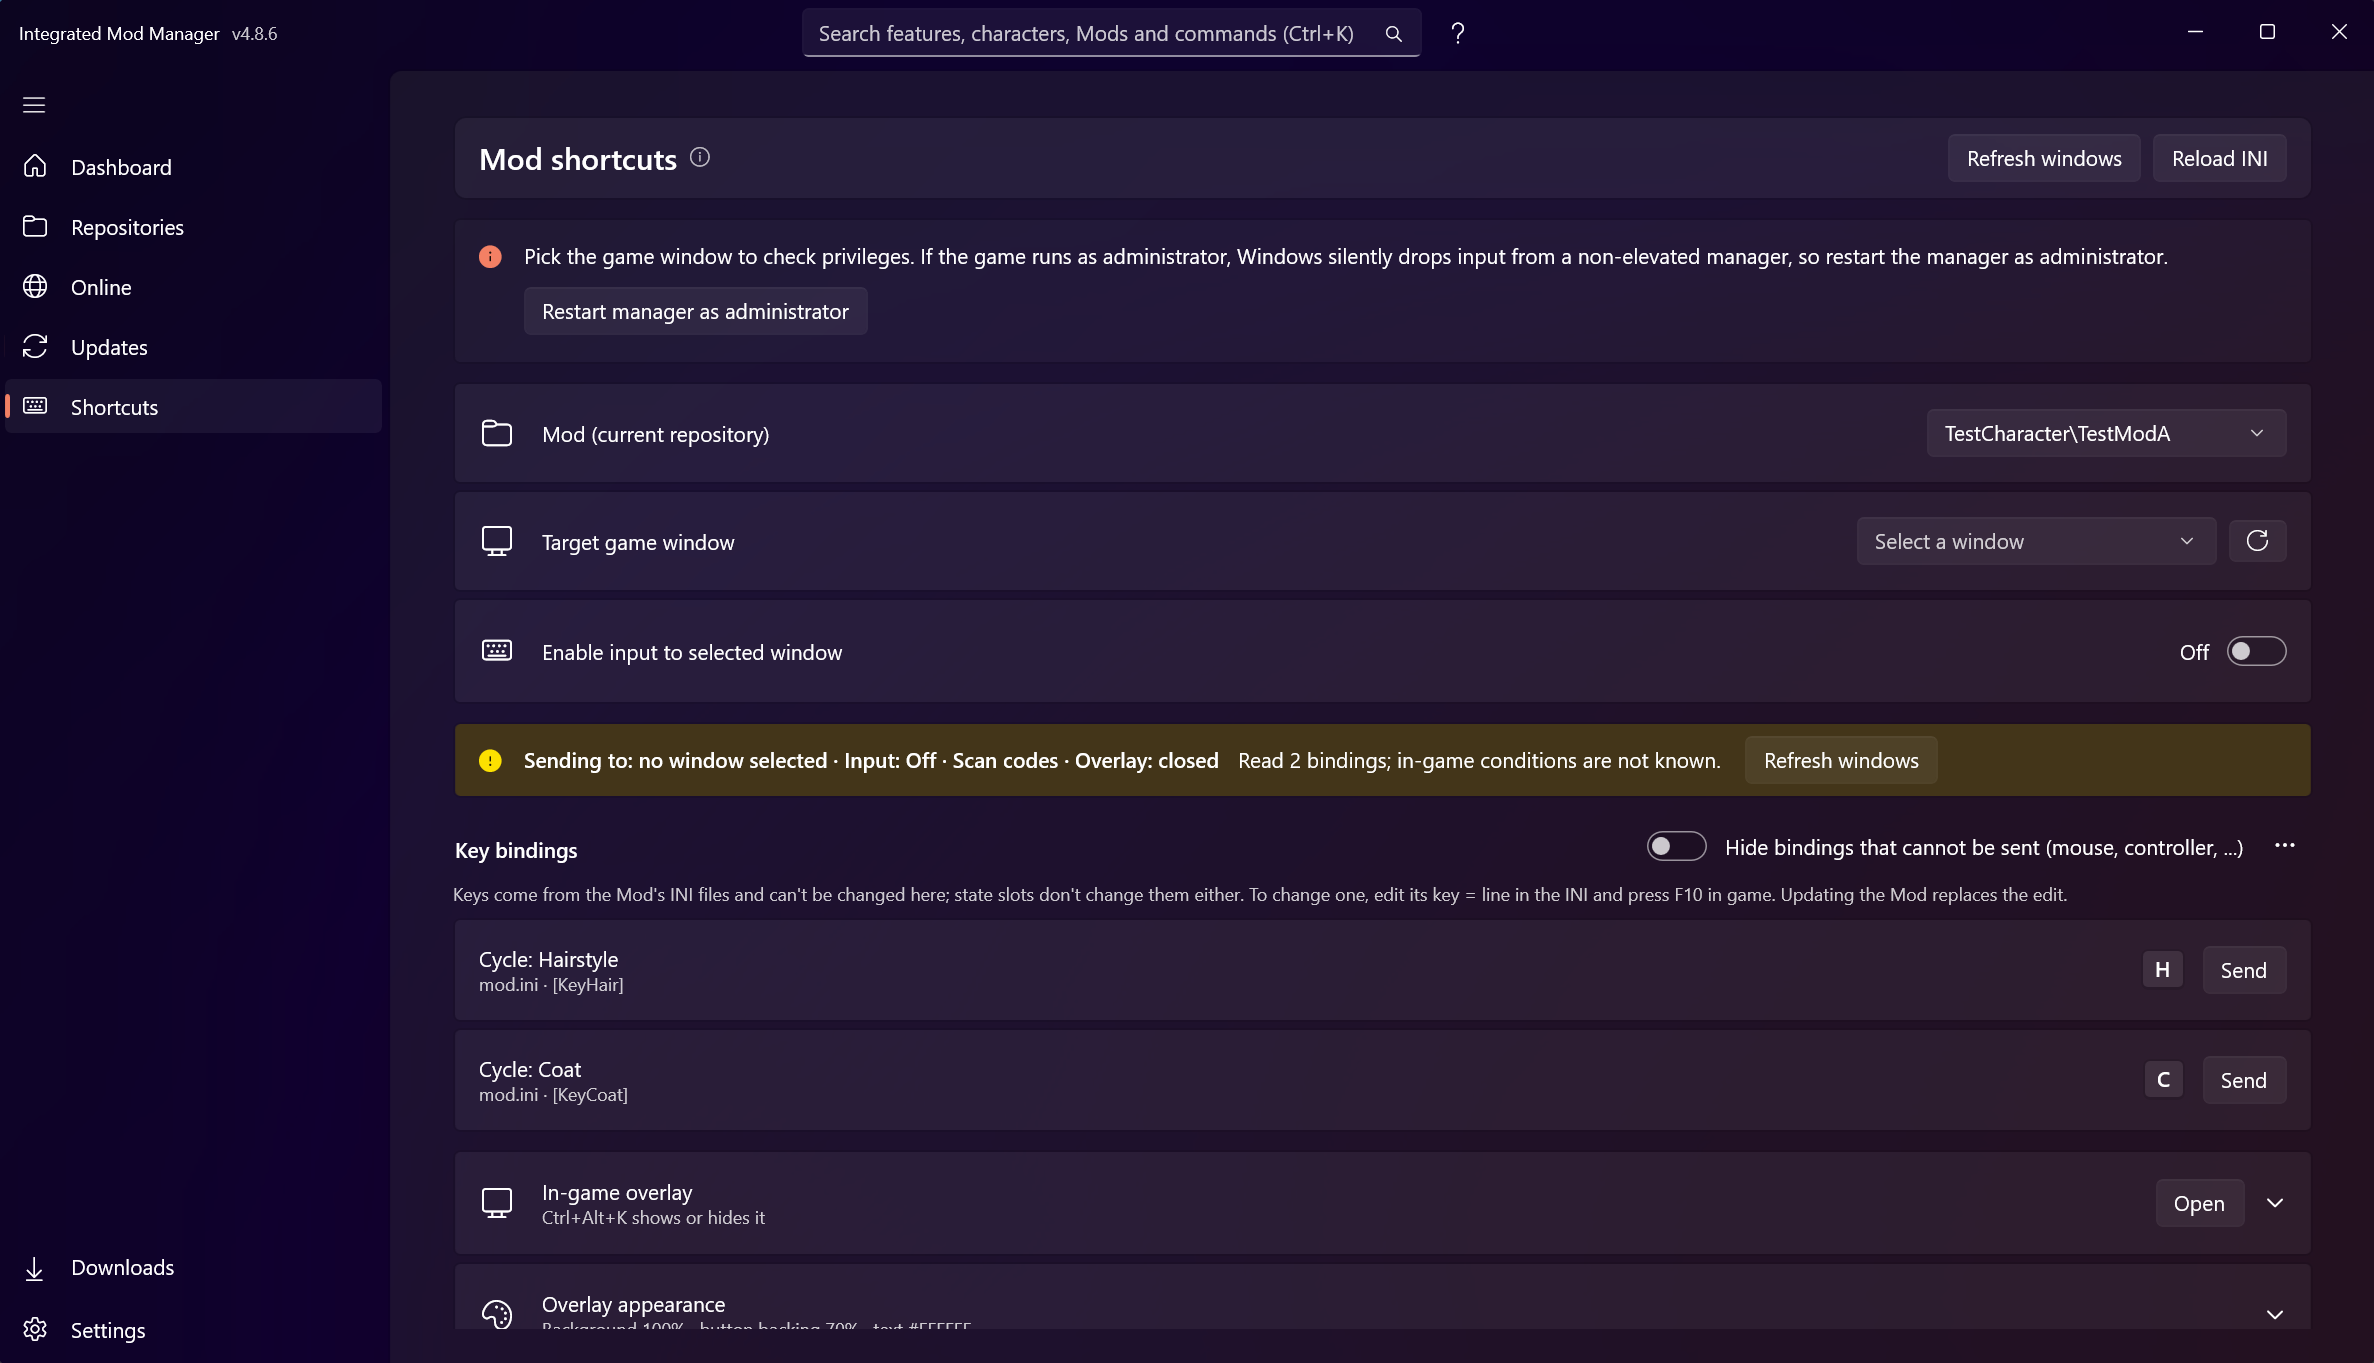 Integrated Mod Manager v4.8.6
Search features, characters, Mods and commands (Ctrl+K)
Dashboard
Repositories
Online
Updates
Shortcuts
Downloads
Settings
Mod shortcuts
Refresh windows
Reload INI
Pick the game window to check privileges. If the game runs as administrator, Windows silently drops input from a non-elevated manager, so restart the manager as administrator.
Restart manager as administrator
Mod (current repository)
TestCharacter\TestModA
Target game window
Select a window
Enable input to selected window
Off
Sending to: no window selected · Input: Off · Scan codes · Overlay: closed Read 2 bindings; in-game conditions are not known.
Refresh windows
Key bindings
Hide bindings that cannot be sent (mouse, controller, ...)
Keys come from the Mod's INI files and can't be changed here; state slots don't change them either. To change one, edit its key = line in the INI and press F10 in game. Updating the Mod replaces the edit.
Cycle: Hairstyle
mod.ini · [KeyHair]
H
Send
Cycle: Coat
mod.ini · [KeyCoat]
C
Send
In-game overlay
Ctrl+Alt+K shows or hides it
Open
Overlay appearance
Background 100% · button backing 70% · text #FFFFFF